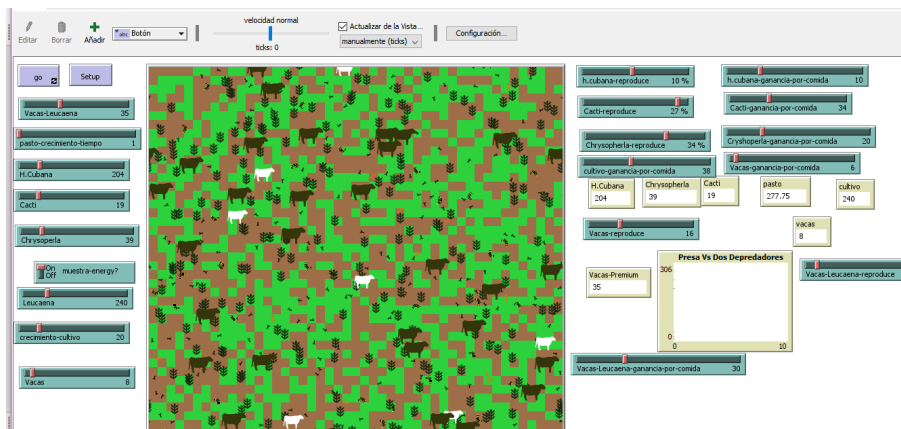 velocidad normal
Editar Borrar Añadir
abc Botón
ticks: 0
Actualizar de la Vista...
manualmente (ticks)
Configuración...
go
Setup
Vacas-Leucaena 35
pasto-crecimiento-tiempo 1
H.Cubana 204
Cacti 19
Chrysoperla 39
On
Off
muestra-energy?
Leucaena 240
crecimiento-cultivo 20
Vacas 8
h.cubana-reproduce 10 %
h.cubana-ganancia-por-comida 10
Cacti-reproduce 27 %
Cacti-ganancia-por-comida 34
Chrysopherla-reproduce 34 %
Cryshoperla-ganancia-por-comida 20
cultivo-ganancia-por-comida 38
Vacas-ganancia-por-comida 6
H.Cubana
204
Chrysopherla
39
Cacti
19
pasto
277.75
cultivo
240
Vacas-reproduce 16
vacas
8
Vacas-Premium
35
Presa Vs Dos Depredadores
306
0
0 10
Vacas-Leucaena-reproduce
Vacas-Leucaena-ganancia-por-comida 30